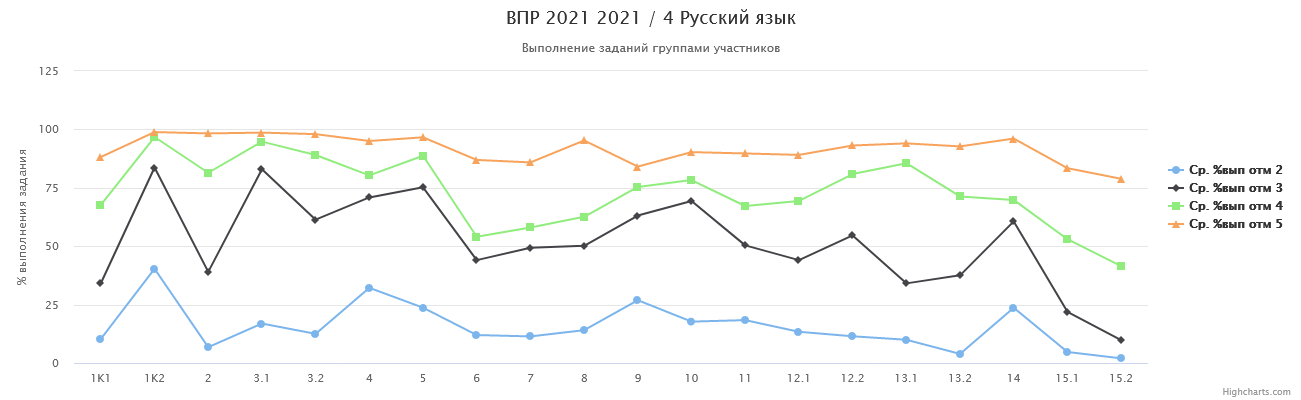 ВПР 2021 2021 / 4 Русский язык
Выполнение заданий группами участников
% выполнения задания
125
100
75
50
25
0
1К1 1К2 2 3.1 3.2 4 5 6 7 8 9 10 11 12.1 12.2 13.1 13.2 14 15.1 15.2
Ср. %вып отм 2
Ср. %вып отм 3
Ср. %вып отм 4
Ср. %вып отм 5
Highcharts.com